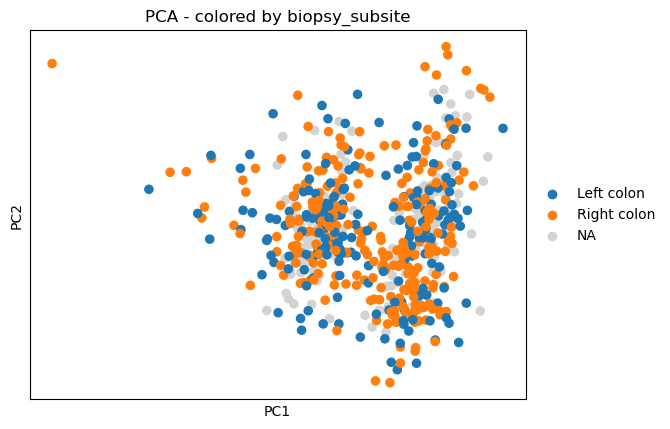 PCA - colored by biopsy_subsite
PC2
Left colon
Right colon
NA
PC1